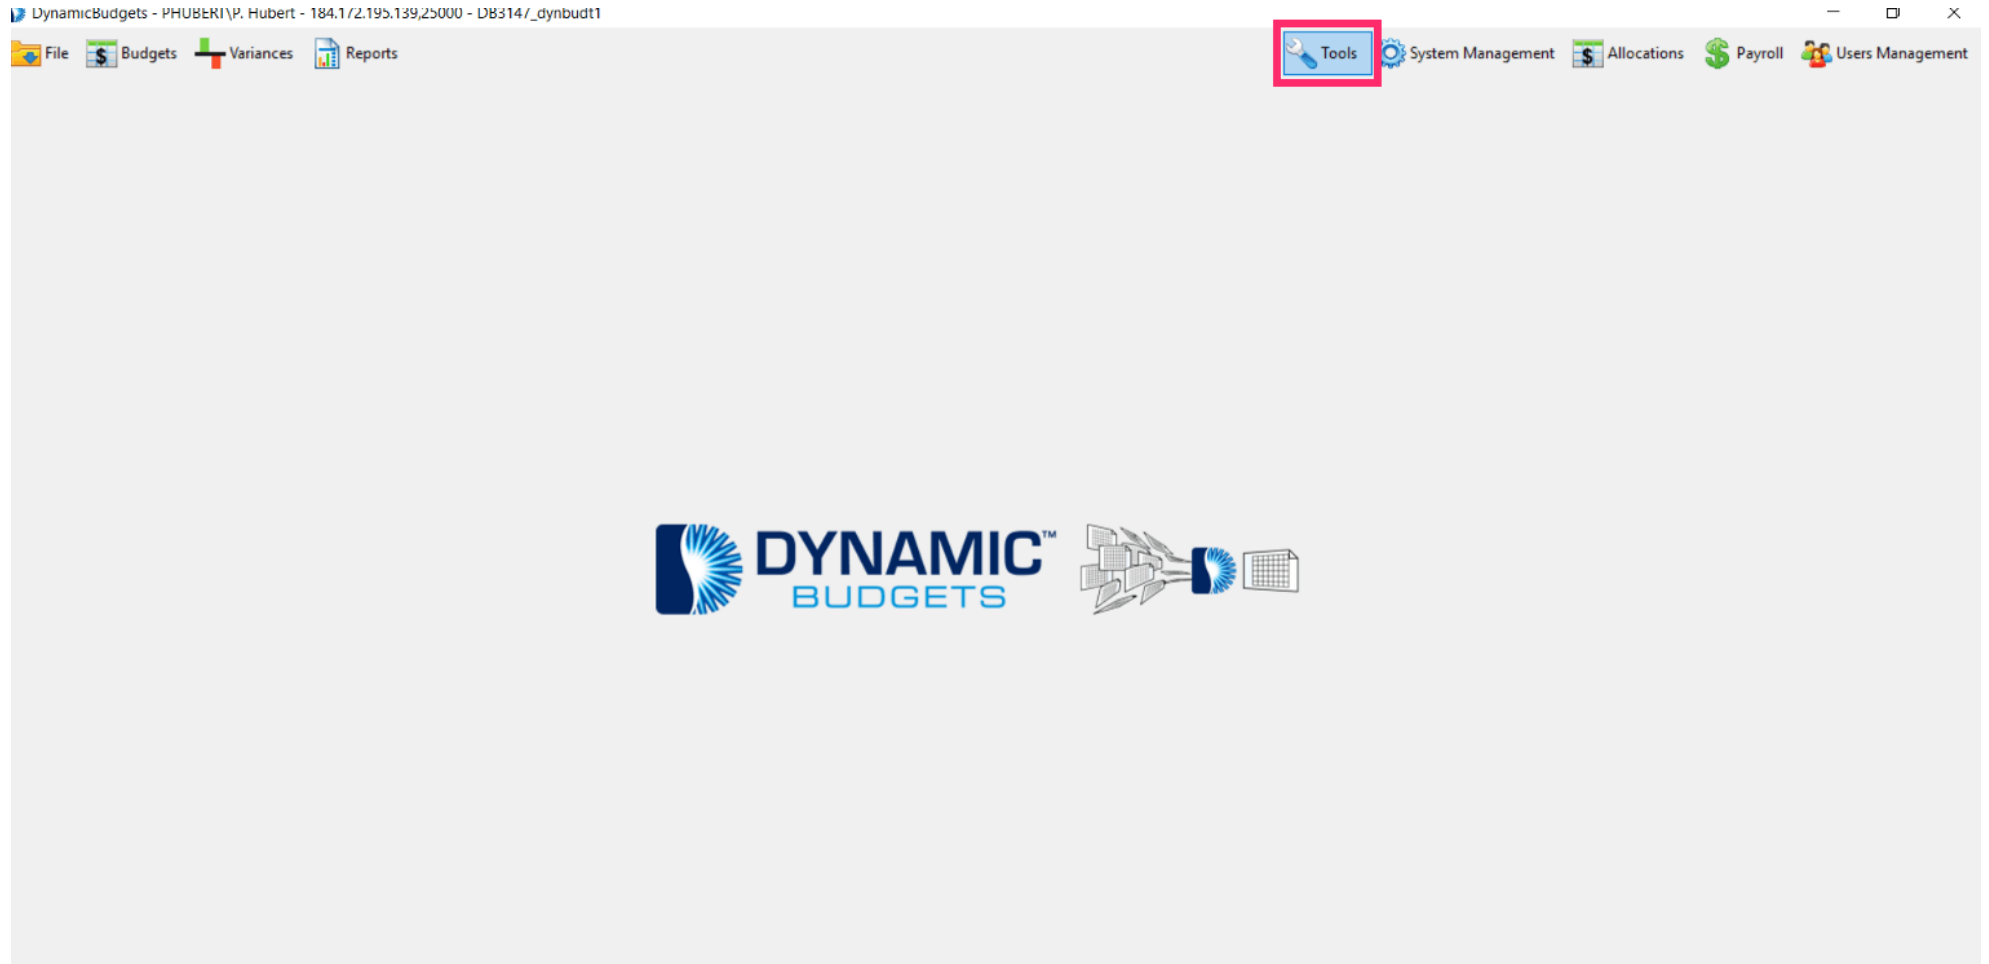 DynamicBudgets - PHUBERT\P. Hubert - 184.172.195.139,25000 - DB3147_dynbudt1
File Budgets Variances Reports Tools System Management Allocations Payroll Users Management
DYNAMIC™
BUDGETS